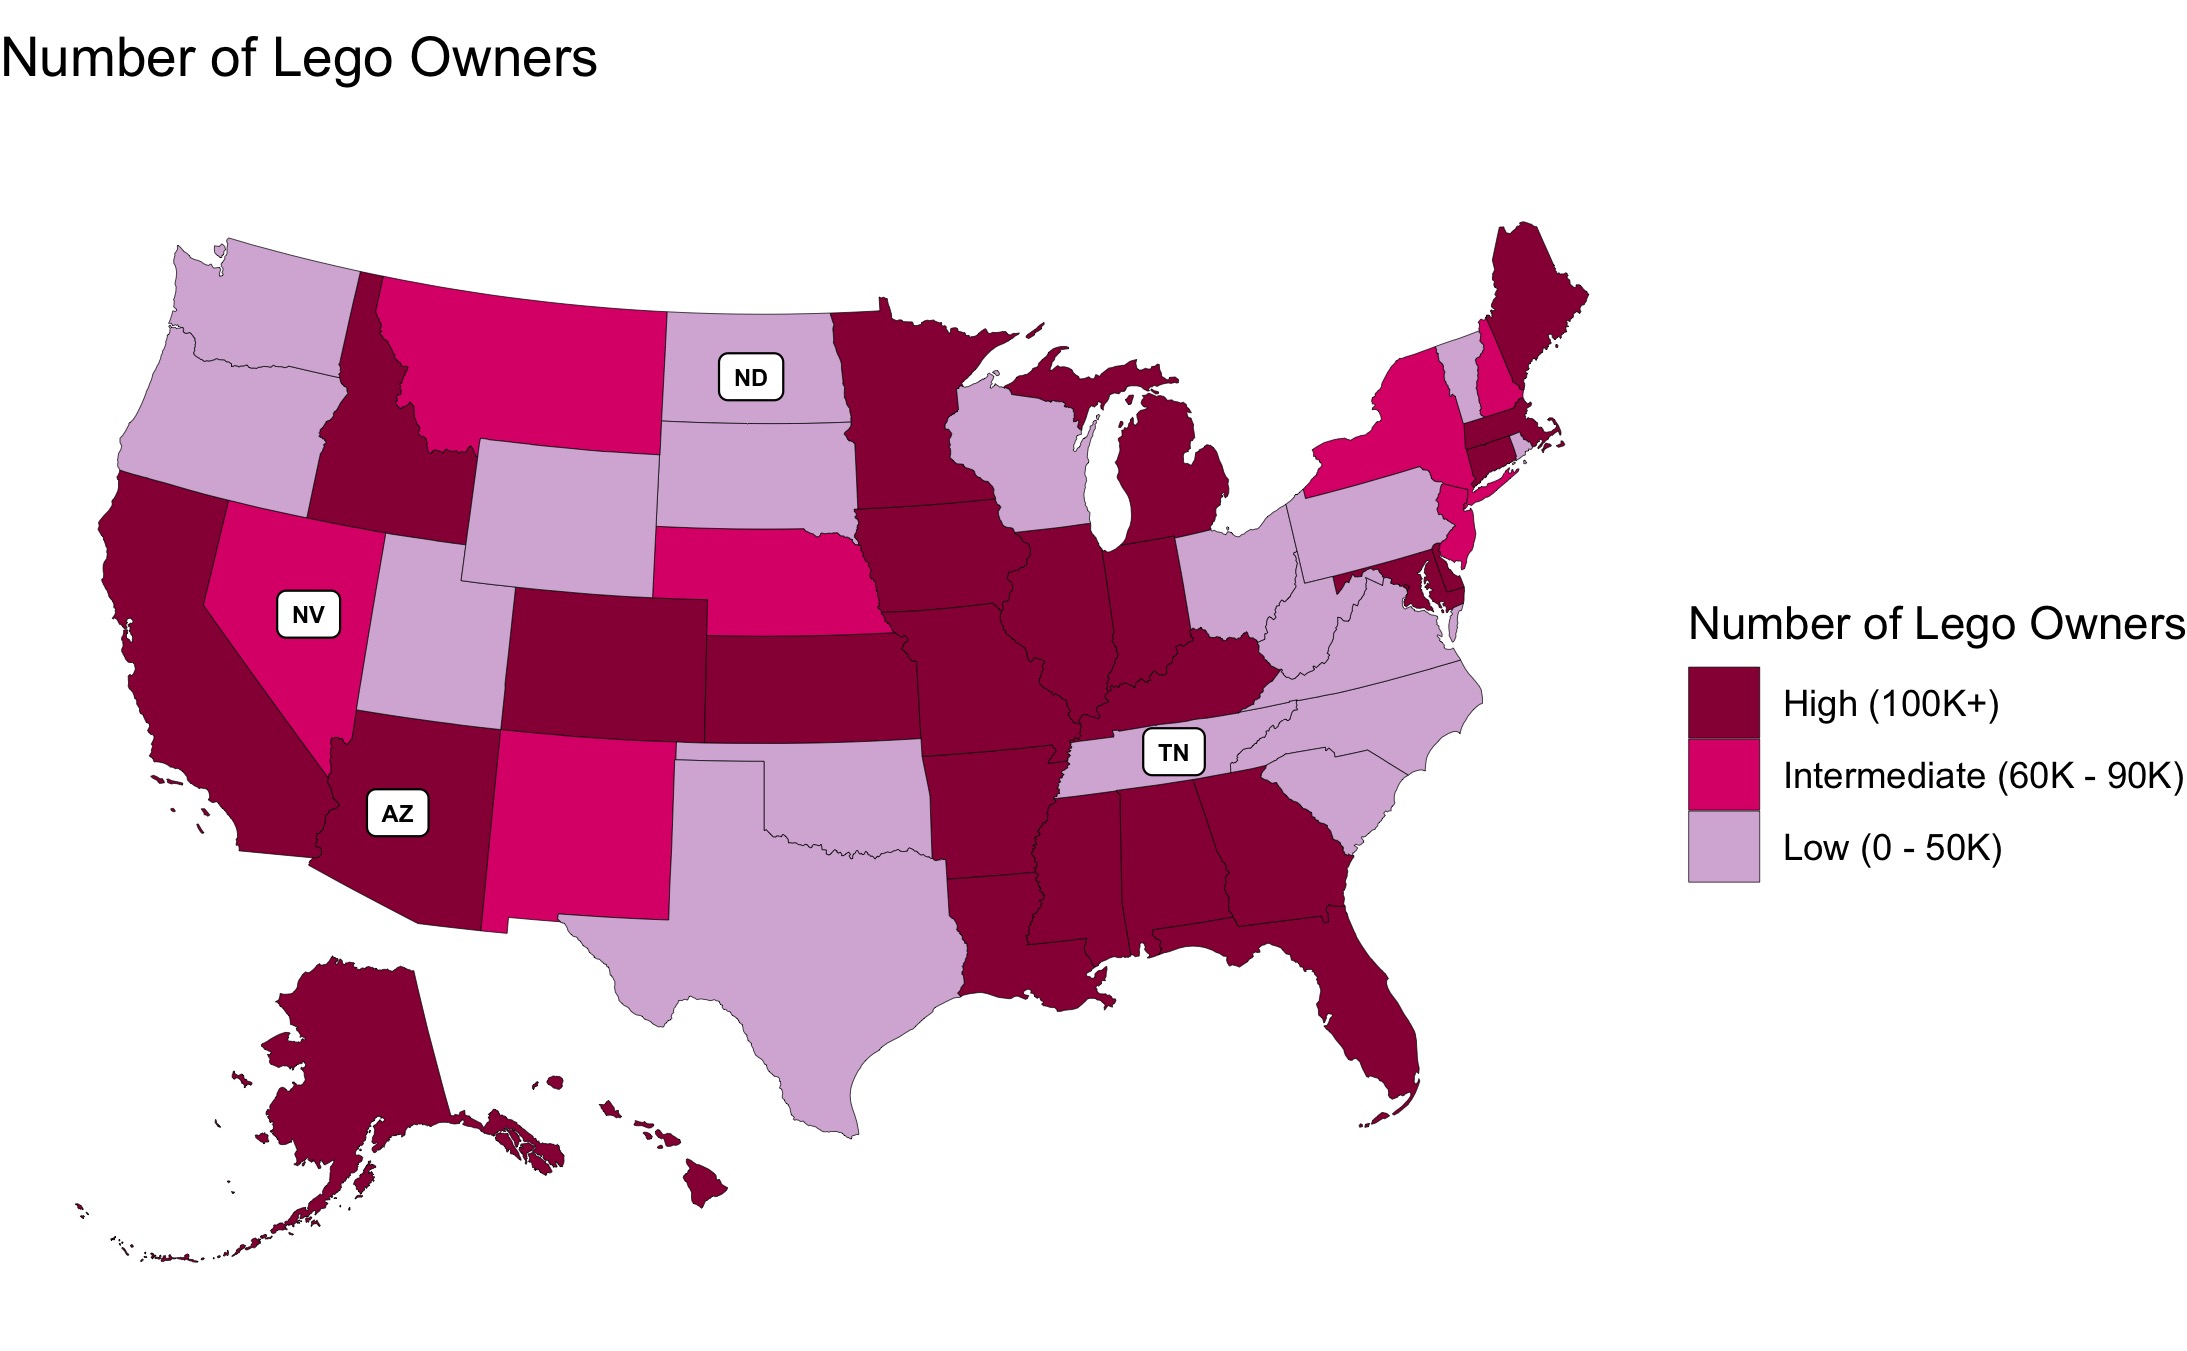 Number of Lego Owners
ND
NV
TN
AZ
Number of Lego Owners
High (100K+)
Intermediate (60K - 90K)
Low (0 - 50K)